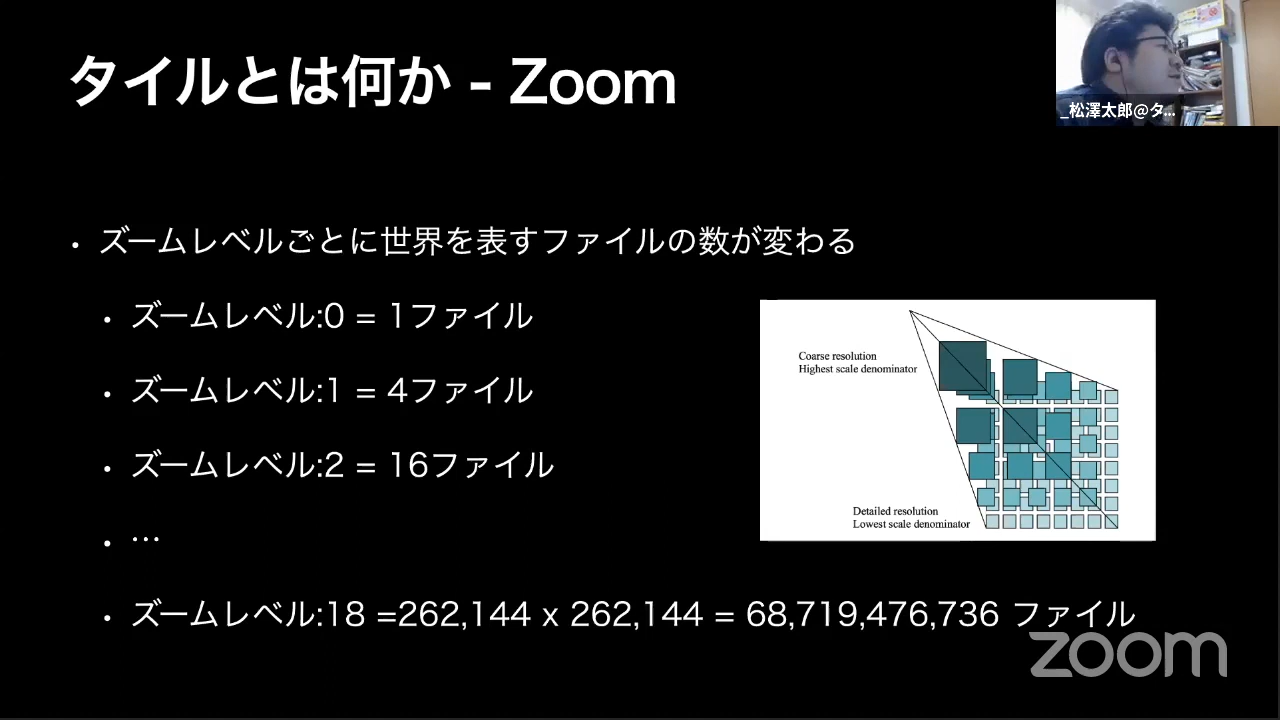 タイルとは何か - Zoom
_松澤太郎@タ...
・ズームレベルごとに世界を表すファイルの数が変わる
・ズームレベル:0 = 1ファイル
・ズームレベル:1 = 4ファイル
・ズームレベル:2 = 16ファイル
・…
・ズームレベル:18 =262,144 x 262,144 = 68,719,476,736 ファイル
Coarse resolution
Highest scale denominator
Detailed resolution
Lowest scale denominator
zoom